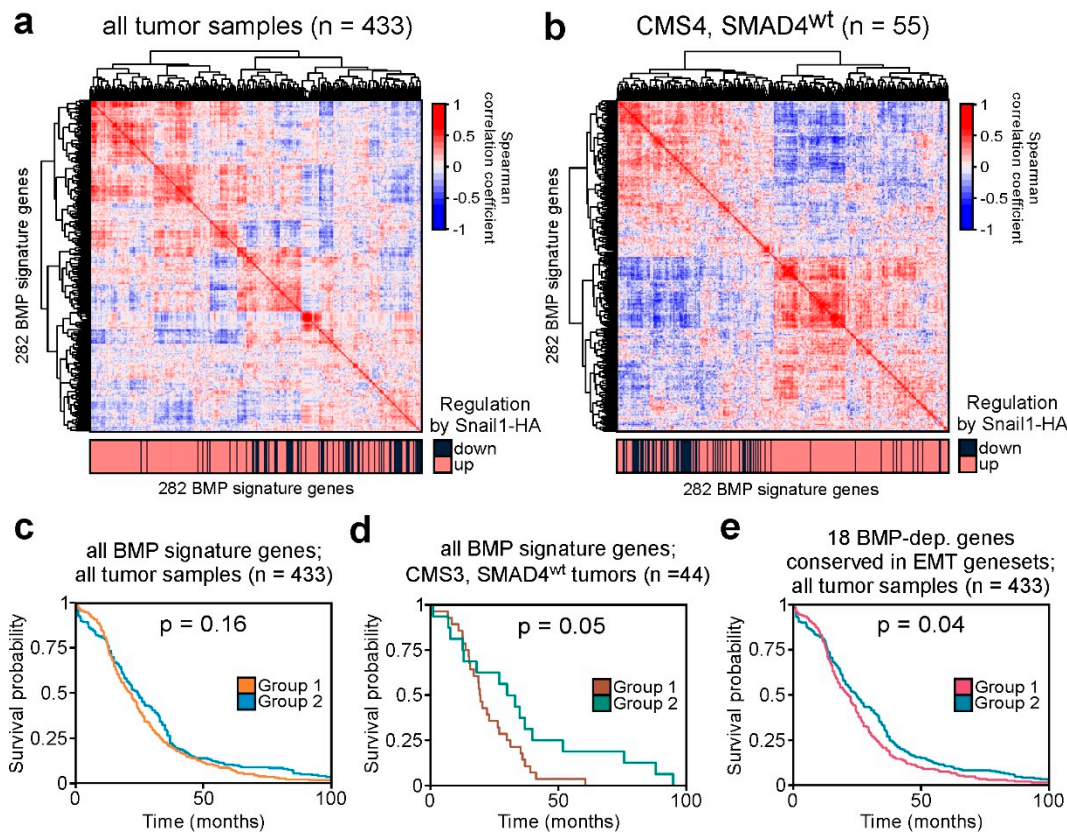 a
all tumor samples (n = 433)
282 BMP signature genes
1
0.5
0
-0.5
-1
Spearman
correlation coefficient
Regulation
by Snail1-HA
down
up
282 BMP signature genes
b
CMS4, SMAD4wt (n = 55)
282 BMP signature genes
1
0.5
0
-0.5
-1
Spearman
correlation coefficient
Regulation
by Snail1-HA
down
up
282 BMP signature genes
c
all BMP signature genes;
all tumor samples (n = 433)
Survival probability
1
0.75
0.5
0.25
0
p = 0.16
Group 1
Group 2
0
50
100
Time (months)
d
all BMP signature genes;
CMS3, SMAD4wt tumors (n =44)
Survival probability
1
0.75
0.5
0.25
0
p = 0.05
Group 1
Group 2
0
50
100
Time (months)
e
18 BMP-dep. genes
conserved in EMT genesets;
all tumor samples (n = 433)
Survival probability
1
0.75
0.5
0.25
0
p = 0.04
Group 1
Group 2
0
50
100
Time (months)